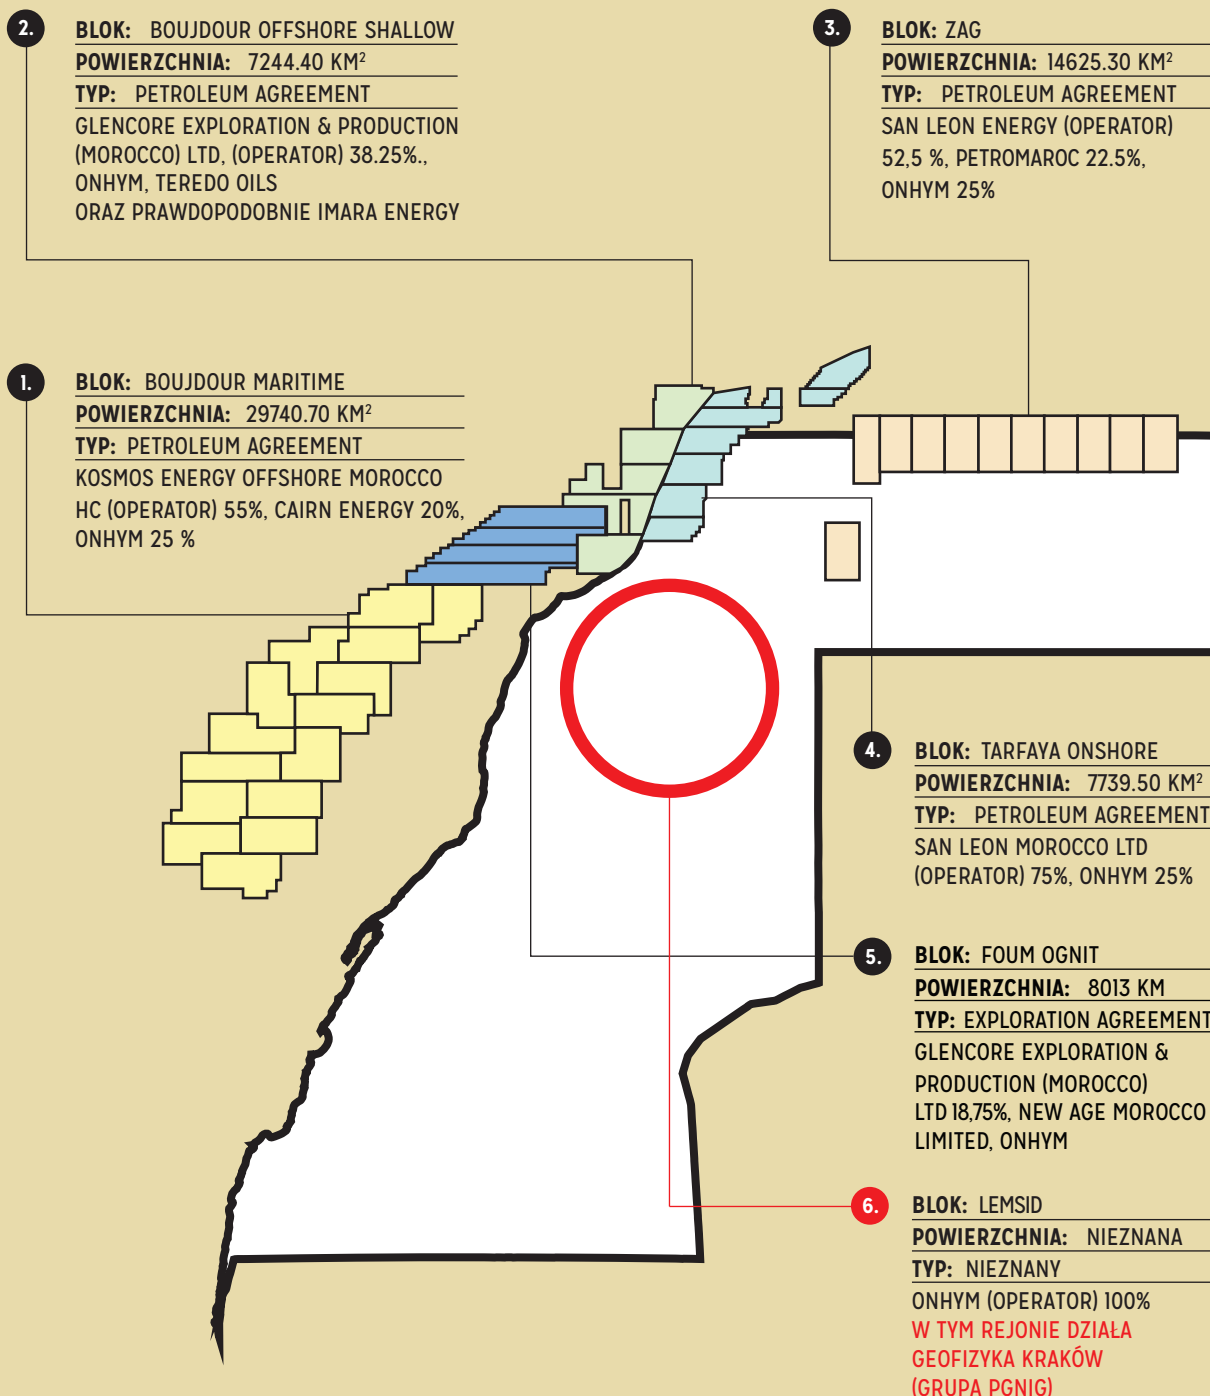 2.
BLOK: BOUJDOUR OFFSHORE SHALLOW
POWIERZCHNIA: 7244.40 KM²
TYP: PETROLEUM AGREEMENT
GLENCORE EXPLORATION & PRODUCTION
(MOROCCO) LTD, (OPERATOR) 38.25%.,
ONHYM, TEREDO OILS
ORAZ PRAWDOPODOBNIE IMARA ENERGY
3.
BLOK: ZAG
POWIERZCHNIA: 14625.30 KM²
TYP: PETROLEUM AGREEMENT
SAN LEON ENERGY (OPERATOR)
52,5 %, PETROMAROC 22.5%,
ONHYM 25%
1.
BLOK: BOUJDOUR MARITIME
POWIERZCHNIA: 29740.70 KM²
TYP: PETROLEUM AGREEMENT
KOSMOS ENERGY OFFSHORE MOROCCO
HC (OPERATOR) 55%, CAIRN ENERGY 20%,
ONHYM 25 %
4.
BLOK: TARFAYA ONSHORE
POWIERZCHNIA: 7739.50 KM²
TYP: PETROLEUM AGREEMENT
SAN LEON MOROCCO LTD
(OPERATOR) 75%, ONHYM 25%
5.
BLOK: FOUM OGNIT
POWIERZCHNIA: 8013 KM
TYP: EXPLORATION AGREEMENT
GLENCORE EXPLORATION &
PRODUCTION (MOROCCO)
LTD 18,75%, NEW AGE MOROCCO
LIMITED, ONHYM
6.
BLOK: LEMSID
POWIERZCHNIA: NIEZNANA
TYP: NIEZNANY
ONHYM (OPERATOR) 100%
W TYM REJONIE DZIAŁA
GEOFIZYKA KRAKÓW
(GRUPA PGNIG)